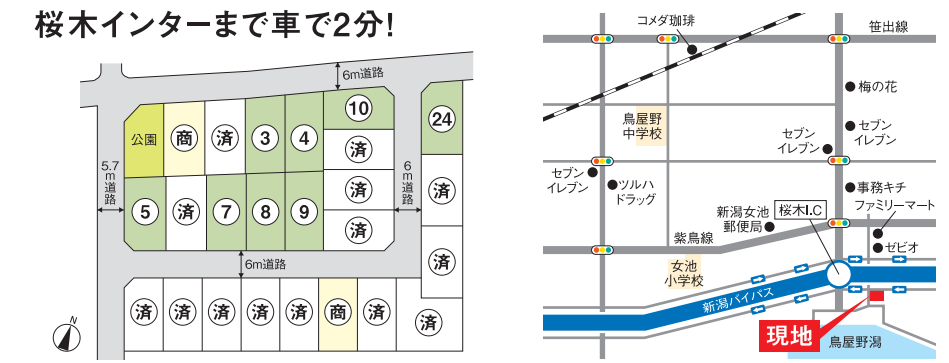 桜木インターまで車で2分!
6m道路
公園
商
済
3
4
10
24
済
5.7m道路
済
6m道路
済
5
済
7
8
9
済
済
6m道路
済
済
済
済
済
商
済
済
N
コメダ珈琲
笹出線
梅の花
鳥屋野
中学校
セブン
イレブン
セブン
イレブン
セブン
イレブン
ツルハ
ドラッグ
事務キチ
新潟女池
郵便局
桜木I.C
ファミリーマート
紫鳥線
ゼビオ
女池
小学校
新潟バイパス
現地
鳥屋野潟